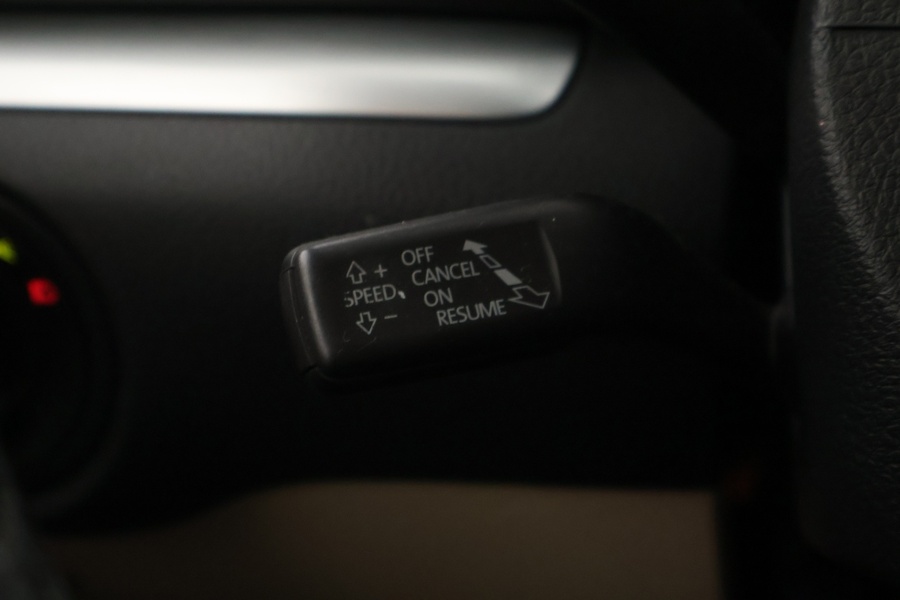 OFF
+ CANCEL
SPEED ON
- RESUME